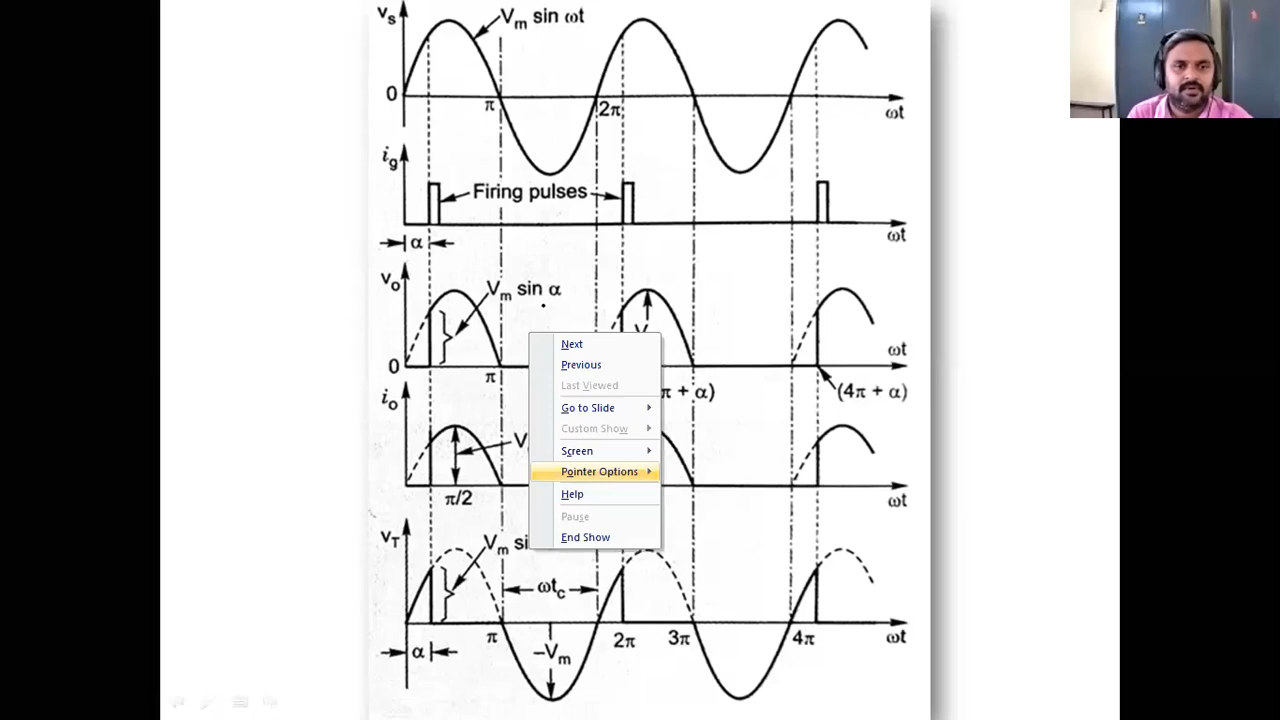 vs
Vm sin ωt
0
π
2π
ωt
ig
Firing pulses
ωt
α
vo
Vm sin α
0
π
ωt
π + α)
(4π + α)
io
π/2
ωt
vT
Vm si
ωtc
π
2π
3π
4π
ωt
α
–Vm
Next
Previous
Last Viewed
Go to Slide
Custom Show
Screen
Pointer Options
Help
Pause
End Show